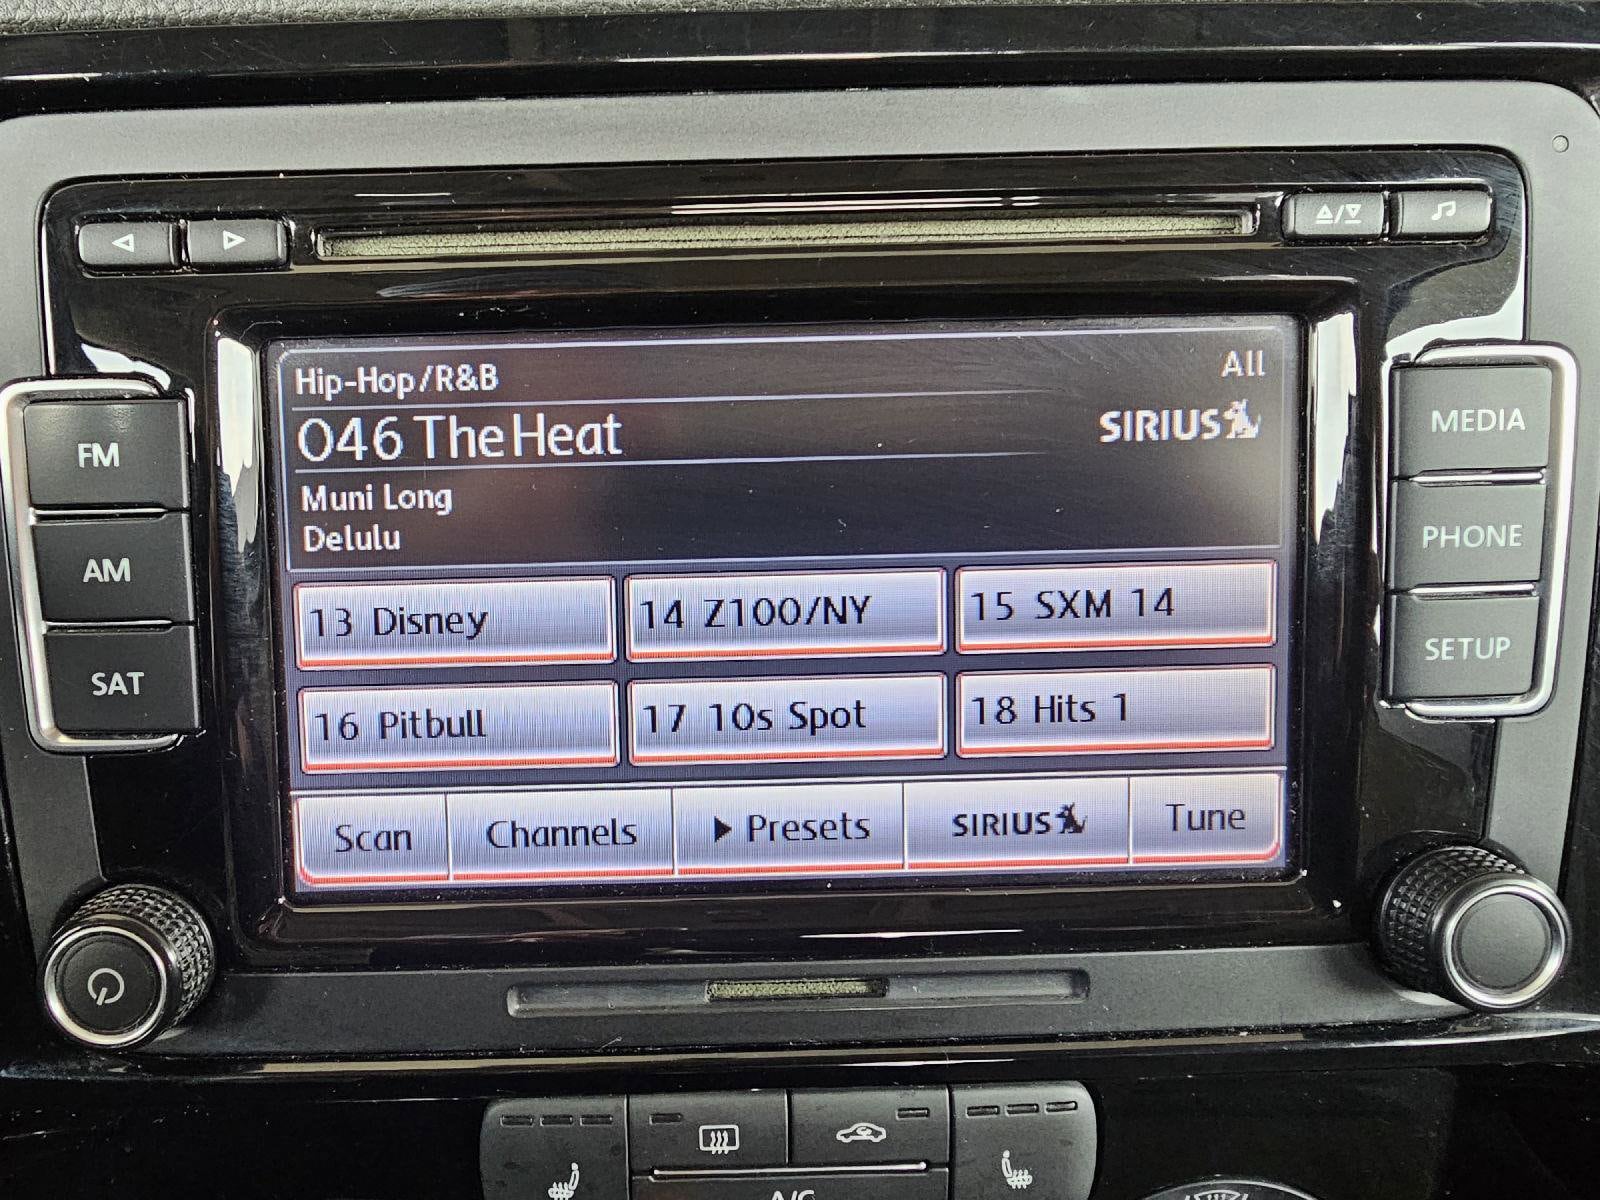 FM
AM
SAT
Hip-Hop/R&B
All
046 The Heat
SIRIUS
Muni Long
Delulu
13 Disney
14 Z100/NY
15 SXM 14
16 Pitbull
17 10s Spot
18 Hits 1
Scan
Channels
Presets
SIRIUS
Tune
MEDIA
PHONE
SETUP
A/C